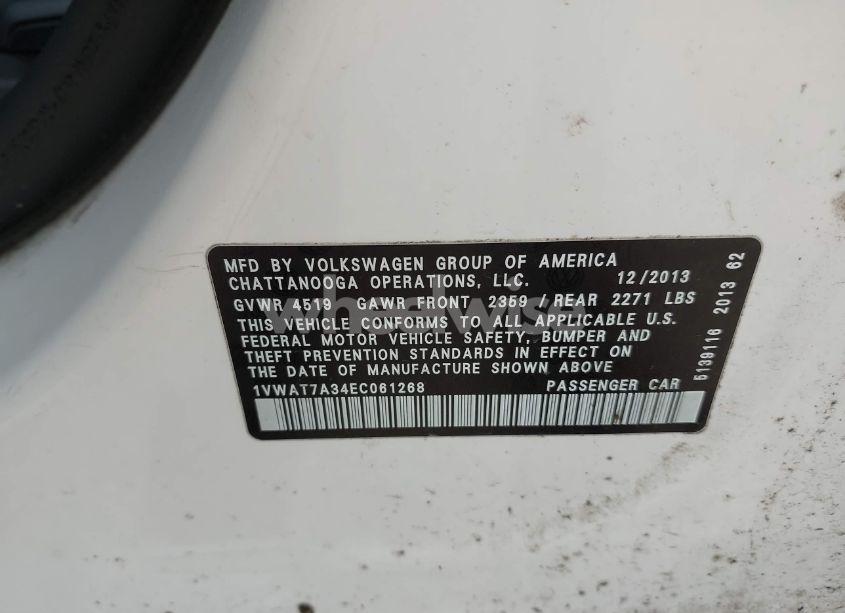 MFD BY VOLKSWAGEN GROUP OF AMERICA
CHATTANOOGA OPERATIONS, LLC. 12/2013
GVWR 4519 GAWR FRONT 2359 / REAR 2271 LBS
THIS VEHICLE CONFORMS TO ALL APPLICABLE U.S.
FEDERAL MOTOR VEHICLE SAFETY, BUMPER AND
THEFT PREVENTION STANDARDS IN EFFECT ON
THE DATE OF MANUFACTURE SHOWN ABOVE
1VWAT7A34EC061268 PASSENGER CAR
5139116 2013 62
wheelwise